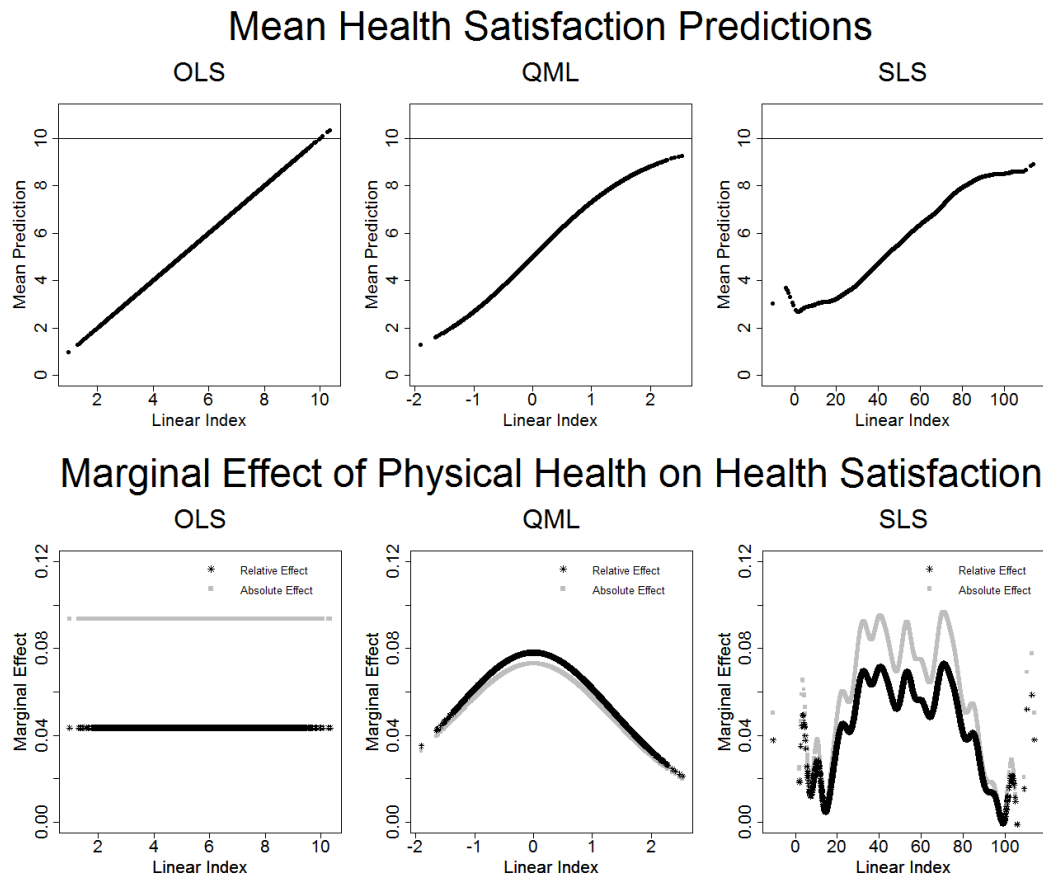 Mean Health Satisfaction Predictions
OLS
QML
SLS
Mean Prediction
0
2
4
6
8
10
2
4
6
8
10
Linear Index
Mean Prediction
0
2
4
6
8
10
-2
-1
0
1
2
Linear Index
Mean Prediction
0
2
4
6
8
10
0
20
40
60
80
100
Linear Index
Marginal Effect of Physical Health on Health Satisfaction
OLS
QML
SLS
Marginal Effect
0.00
0.04
0.08
0.12
Relative Effect
Absolute Effect
2
4
6
8
10
Linear Index
Marginal Effect
0.00
0.04
0.08
0.12
Relative Effect
Absolute Effect
-2
-1
0
1
2
Linear Index
Marginal Effect
0.00
0.04
0.08
0.12
Relative Effect
Absolute Effect
0
20
40
60
80
100
Linear Index